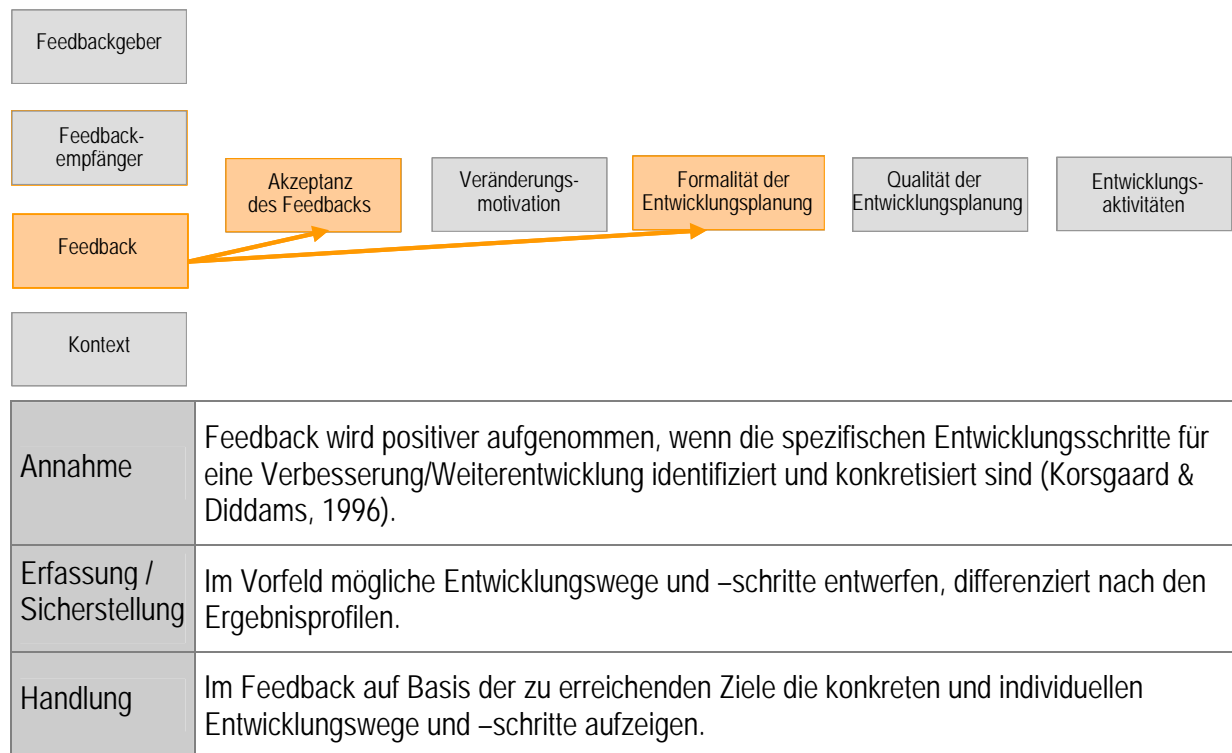 Feedbackgeber
Feedback-
empfänger
Feedback
Kontext
Akzeptanz
des Feedbacks
Veränderungs-
motivation
Formalität der
Entwicklungsplanung
Qualität der
Entwicklungsplanung
Entwicklungs-
aktivitäten
Annahme
Feedback wird positiver aufgenommen, wenn die spezifischen Entwicklungsschritte für
eine Verbesserung/Weiterentwicklung identifiziert und konkretisiert sind (Korsgaard &
Diddams, 1996).
Erfassung /
Sicherstellung
Im Vorfeld mögliche Entwicklungswege und –schritte entwerfen, differenziert nach den
Ergebnisprofilen.
Handlung
Im Feedback auf Basis der zu erreichenden Ziele die konkreten und individuellen
Entwicklungswege und –schritte aufzeigen.